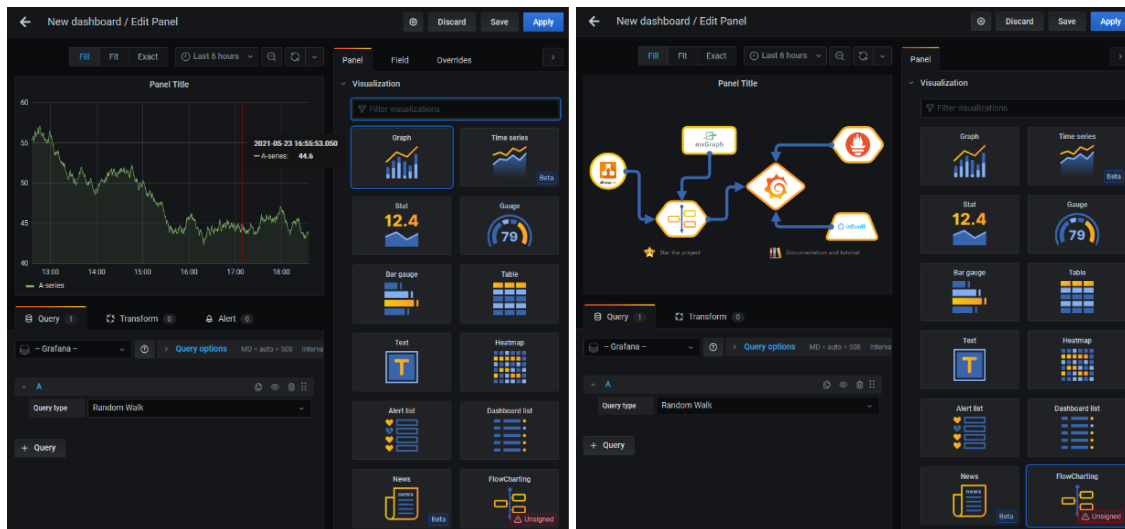 New dashboard / Edit Panel
Discard Save Apply
Fill Fit Exact Last 6 hours
Panel Field Overrides
Visualization
Filter visualizations
Panel Title
60
55
50
45
40
13:00 14:00 15:00 16:00 17:00 18:00
2021-05-23 16:55:53.050
A-series: 44.6
A-series
Graph Time series
Beta
Stat Gauge
12.4 79
Bar gauge Table
Text Heatmap
T
Alert list Dashboard list
News FlowCharting
NEWS
Beta Unsigned
Query 1 Transform 0 Alert 0
-- Grafana -- Query options MD = auto = 508 Interva
A
Query type Random Walk
+ Query
New dashboard / Edit Panel
Discard Save Apply
Fill Fit Exact Last 6 hours
Panel
Visualization
Filter visualizations
Panel Title
mxGraph
influxdb
Star the project Documentation and tutorial
Graph Time series
Beta
Stat Gauge
12.4 79
Bar gauge Table
Text Heatmap
T
Alert list Dashboard list
News FlowCharting
NEWS
Beta Unsigned
Query 1 Transform 0
-- Grafana -- Query options MD = auto = 508 Interva
A
Query type Random Walk
+ Query